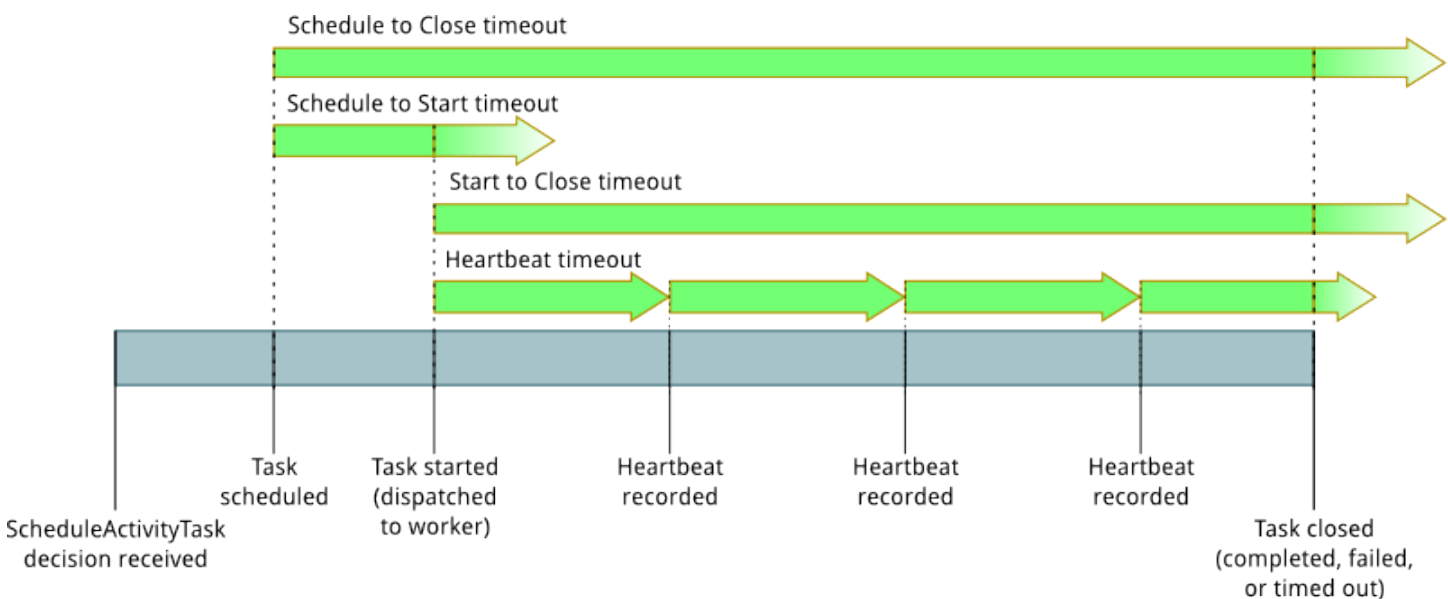 Schedule to Close timeout
Schedule to Start timeout
Start to Close timeout
Heartbeat timeout
Task
scheduled
Task started
(dispatched
to worker)
Heartbeat
recorded
Heartbeat
recorded
Heartbeat
recorded
ScheduleActivityTask
decision received
Task closed
(completed, failed,
or timed out)